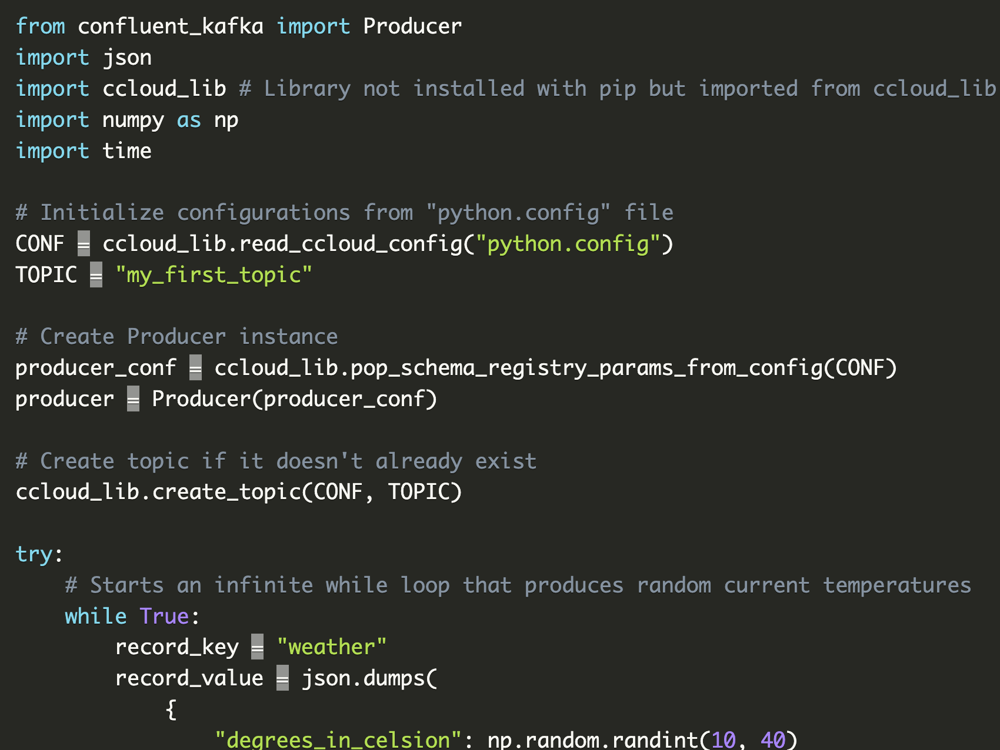 from confluent_kafka import Producer
import json
import ccloud_lib # Library not installed with pip but imported from ccloud_lib
import numpy as np
import time
# Initialize configurations from "python.config" file
CONF = ccloud_lib.read_ccloud_config("python.config")
TOPIC = "my_first_topic"
# Create Producer instance
producer_conf = ccloud_lib.pop_schema_registry_params_from_config(CONF)
producer = Producer(producer_conf)
# Create topic if it doesn't already exist
ccloud_lib.create_topic(CONF, TOPIC)
try:
    # Starts an infinite while loop that produces random current temperatures
    while True:
        record_key = "weather"
        record_value = json.dumps(
            {
                "degrees_in_celsion": np.random.randint(10, 40)